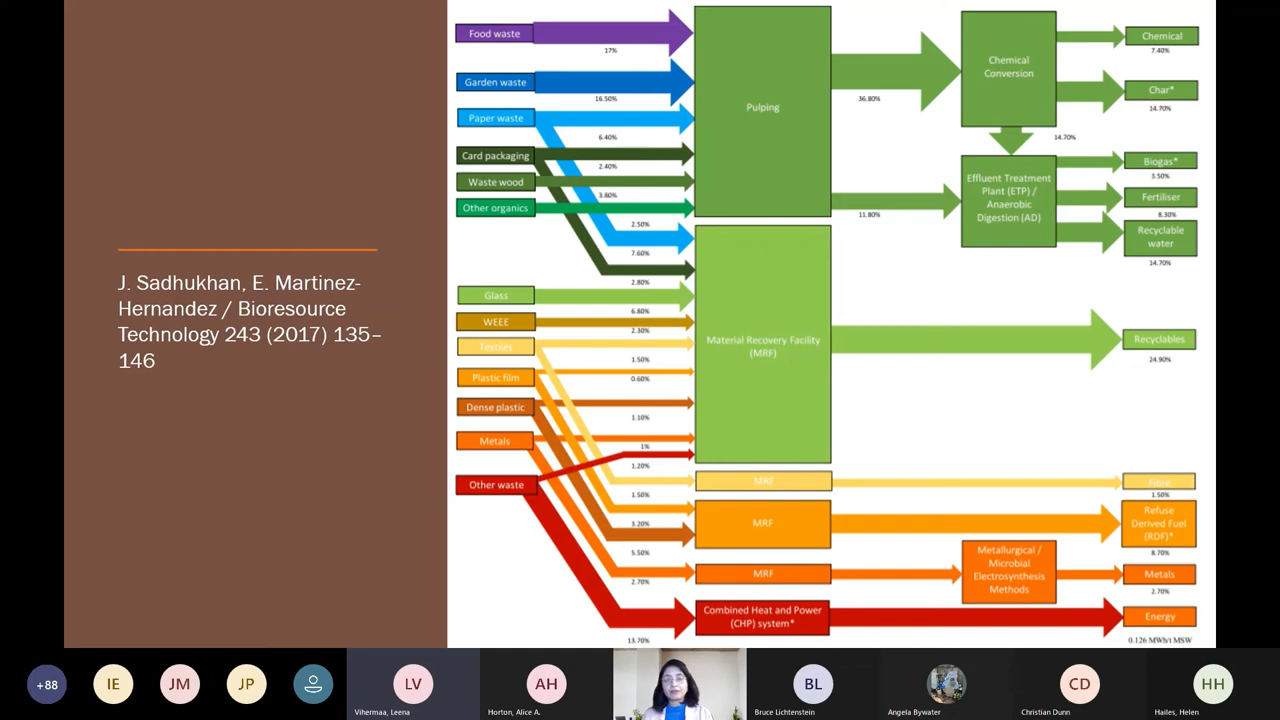 J. Sadhukhan, E. Martinez-
Hernandez / Bioresource
Technology 243 (2017) 135–
146
Food waste
17%
Garden waste
16.50%
Paper waste
6.40%
Card packaging
2.40%
Waste wood
3.80%
Other organics
2.50%
7.60%
2.80%
Glass
6.80%
WEEE
2.30%
Textiles
1.50%
Plastic film
0.60%
Dense plastic
1.10%
Metals
1%
1.20%
Other waste
1.50%
3.20%
5.50%
2.70%
13.70%
Pulping
Material Recovery Facility
(MRF)
MRF
MRF
MRF
Combined Heat and Power
(CHP) system*
36.80%
11.80%
Chemical
Conversion
14.70%
Effluent Treatment
Plant (ETP) /
Anaerobic
Digestion (AD)
Metallurgical /
Microbial
Electrosynthesis
Methods
Chemical
7.40%
Char*
14.70%
Biogas*
3.50%
Fertiliser
8.30%
Recyclable
water
14.70%
Recyclables
24.90%
Fibre
1.50%
Refuse
Derived Fuel
(RDF)*
8.70%
Metals
2.70%
Energy
0.126 MWh/t MSW
+88
IE
JM
JP
LV
Vihermaa, Leena
AH
Horton, Alice A.
BL
Bruce Lichtenstein
Angela Bywater
CD
Christian Dunn
HH
Hailes, Helen